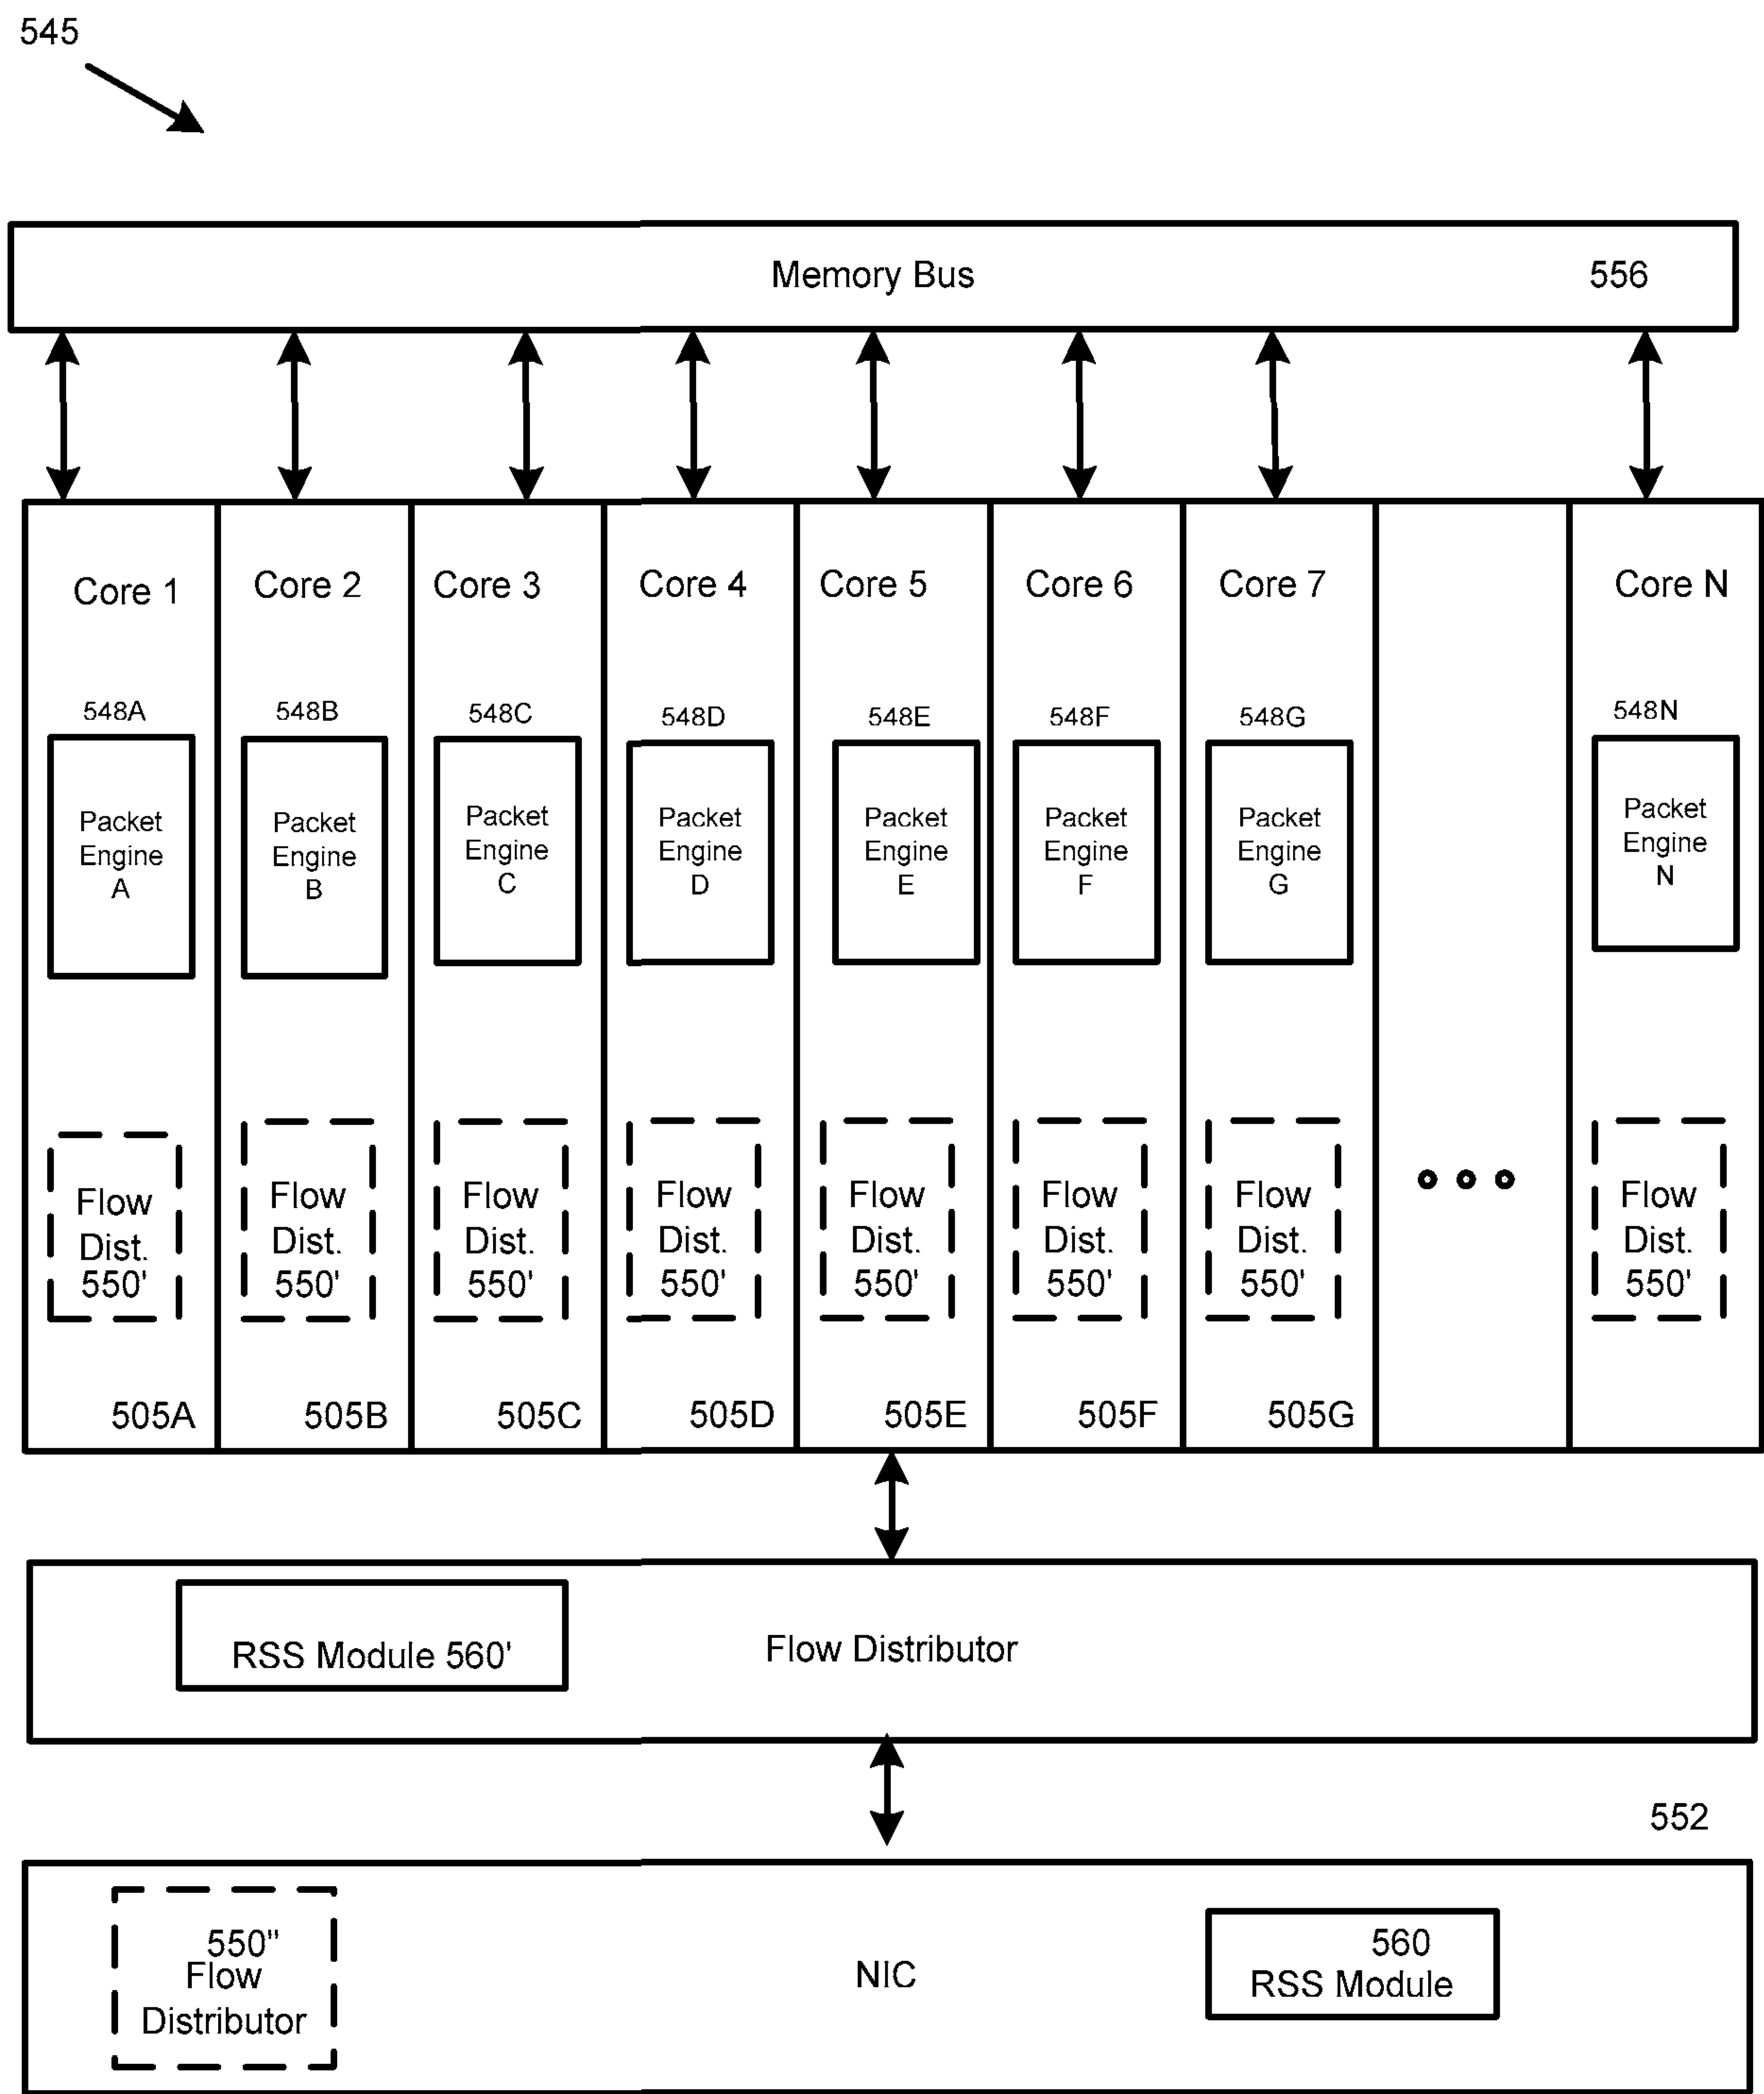 545
Memory Bus 556
Core 1 Core 2 Core 3 Core 4 Core 5 Core 6 Core 7 Core N
548A 548B 548C 548D 548E 548F 548G 548N
Packet
Engine
A
Packet
Engine
B
Packet
Engine
C
Packet
Engine
D
Packet
Engine
E
Packet
Engine
F
Packet
Engine
G
Packet
Engine
N
Flow
Dist.
550'
Flow
Dist.
550'
Flow
Dist.
550'
Flow
Dist.
550'
Flow
Dist.
550'
Flow
Dist.
550'
Flow
Dist.
550'
Flow
Dist.
550'
505A 505B 505C 505D 505E 505F 505G
RSS Module 560' Flow Distributor
552
550"
Flow
Distributor
NIC
560
RSS Module